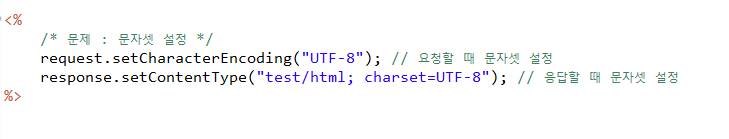 <%
/* 문제 : 문자셋 설정 */
request.setCharacterEncoding("UTF-8"); // 요청할 때 문자셋 설정
response.setContentType("test/html; charset=UTF-8"); // 응답할 때 문자셋 설정
%>